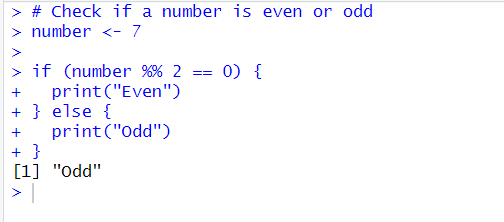 > # Check if a number is even or odd
> number <- 7
>
> if (number %% 2 == 0) {
+   print("Even")
+ } else {
+   print("Odd")
+ }
[1] "Odd"
>